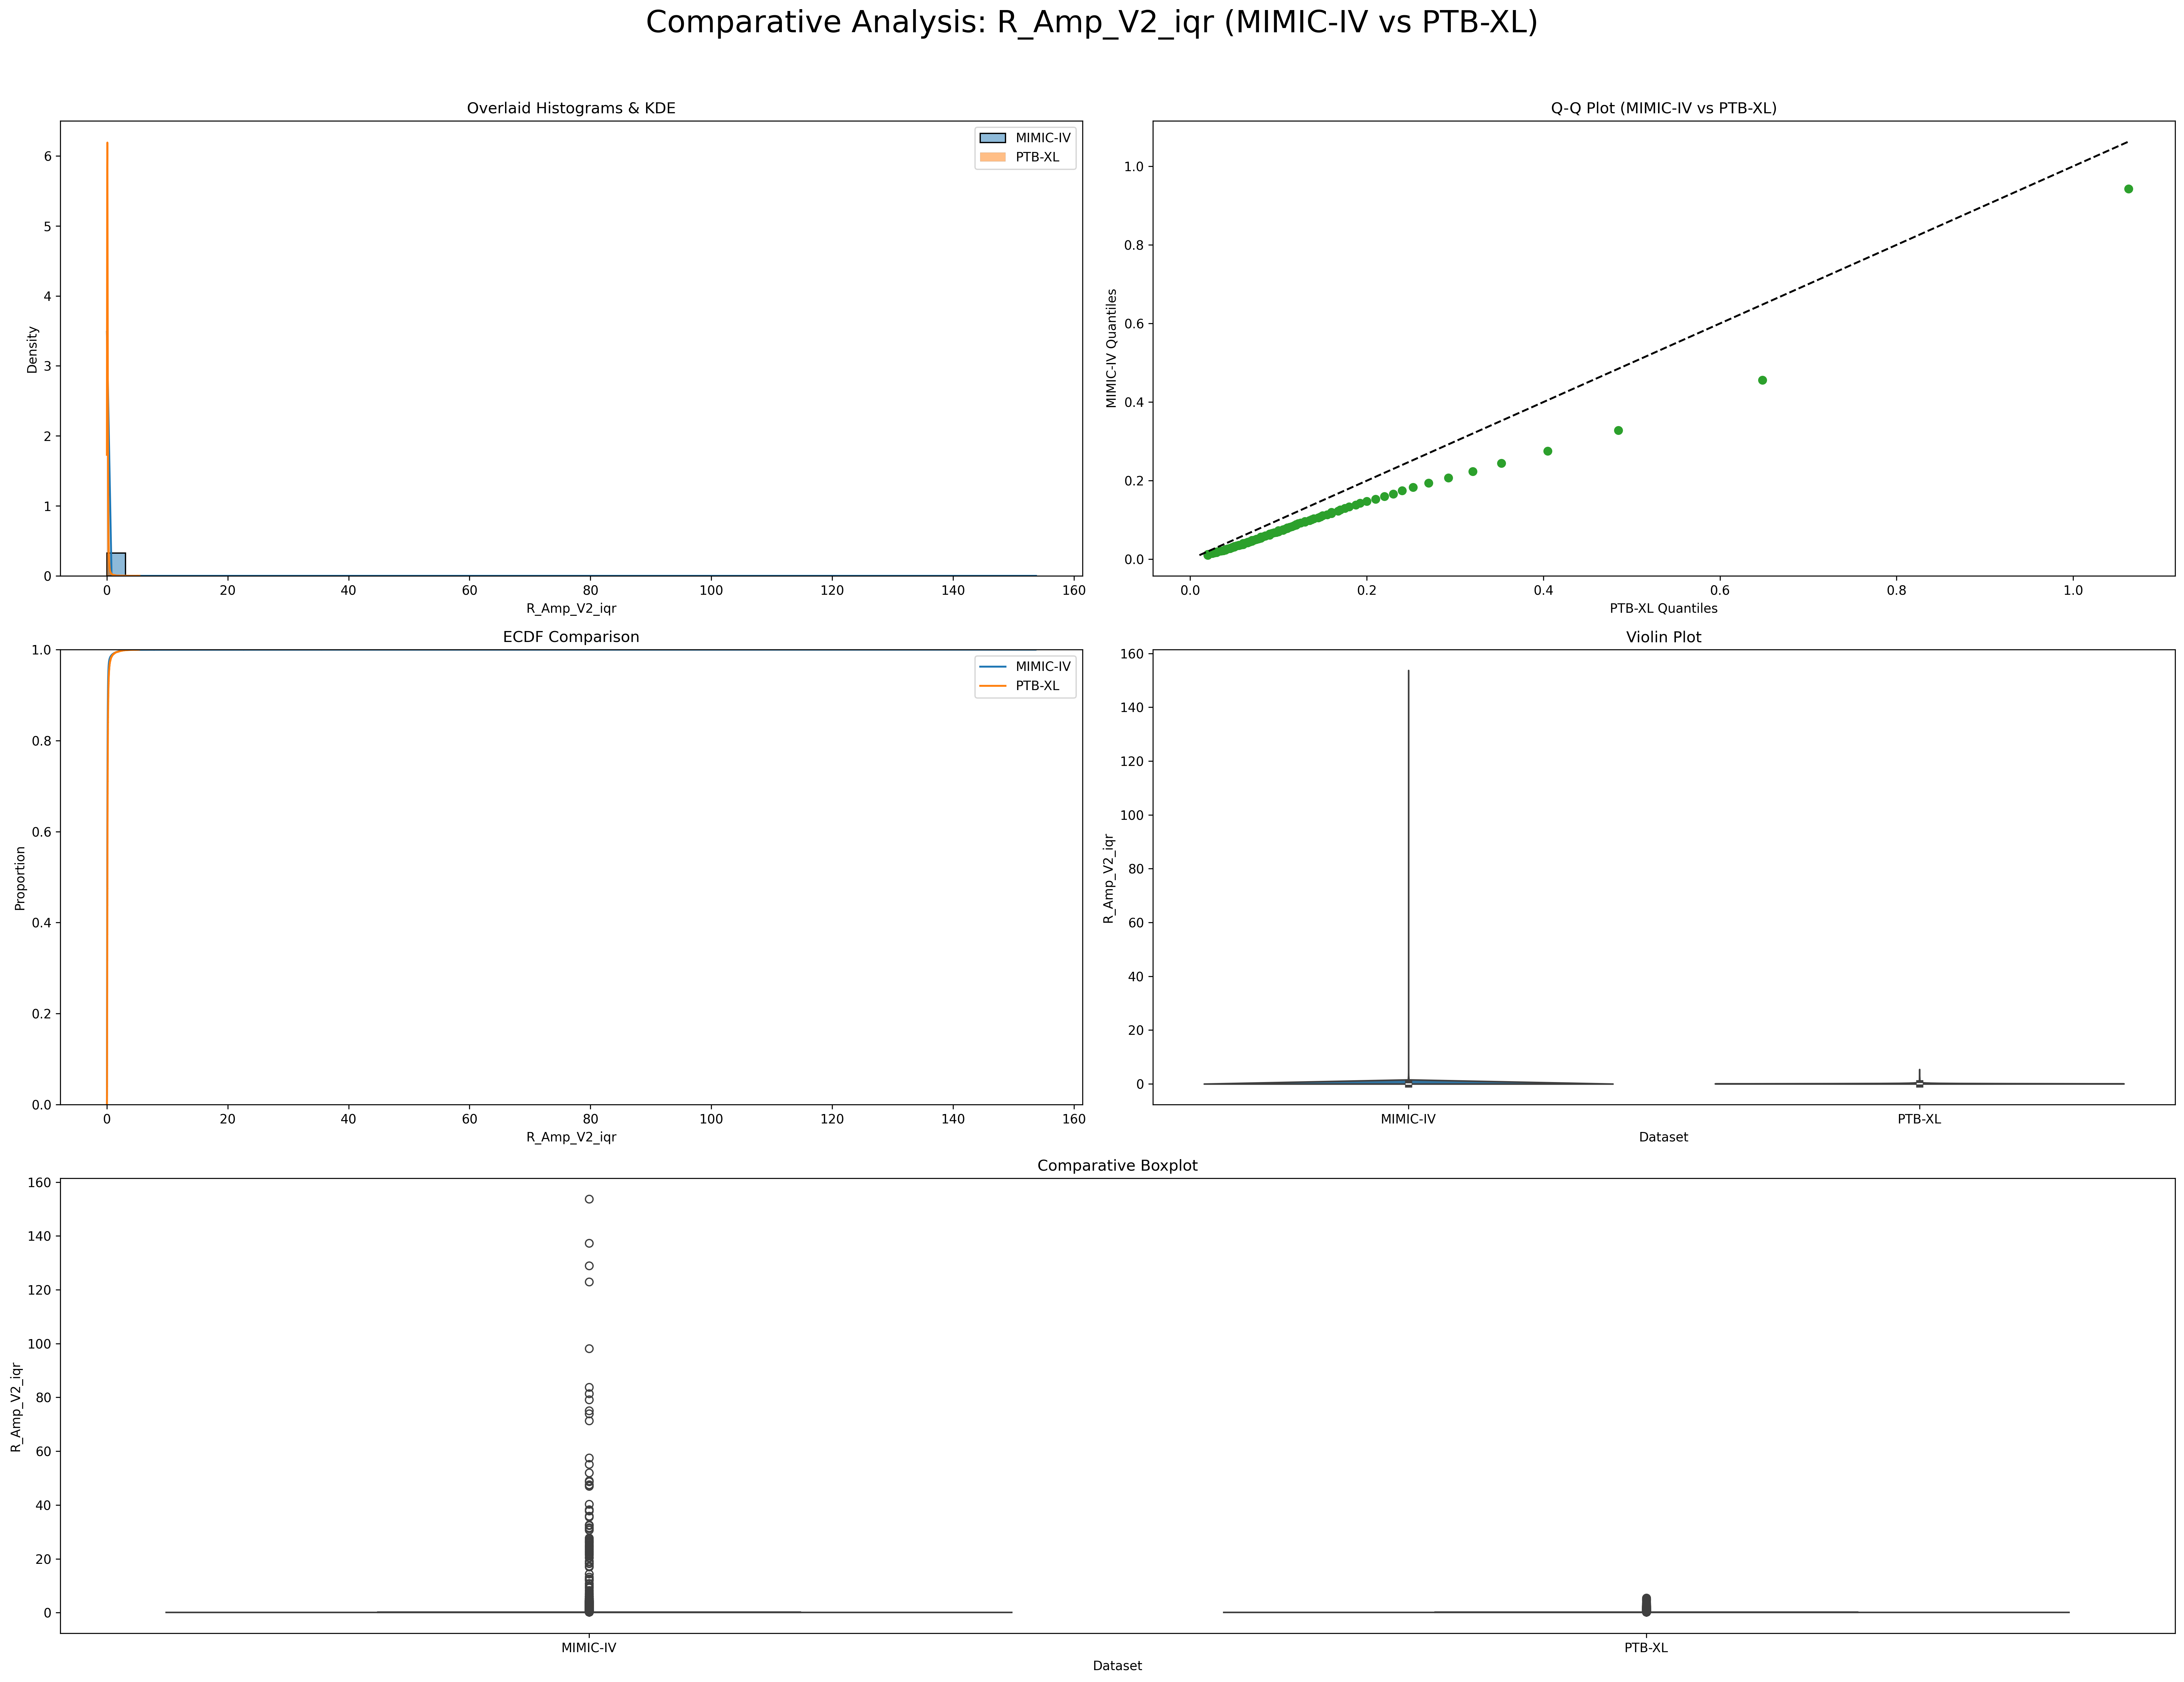 Comparative Analysis: R_Amp_V2_iqr (MIMIC-IV vs PTB-XL)
Overlaid Histograms & KDE
MIMIC-IV
PTB-XL
Density
6
5
4
3
2
1
0
0 20 40 60 80 100 120 140 160
R_Amp_V2_iqr
Q-Q Plot (MIMIC-IV vs PTB-XL)
MIMIC-IV Quantiles
1.0
0.8
0.6
0.4
0.2
0.0
0.0 0.2 0.4 0.6 0.8 1.0
PTB-XL Quantiles
ECDF Comparison
MIMIC-IV
PTB-XL
Proportion
1.0
0.8
0.6
0.4
0.2
0.0
0 20 40 60 80 100 120 140 160
R_Amp_V2_iqr
Violin Plot
R_Amp_V2_iqr
160
140
120
100
80
60
40
20
0
MIMIC-IV PTB-XL
Dataset
Comparative Boxplot
R_Amp_V2_iqr
160
140
120
100
80
60
40
20
0
MIMIC-IV PTB-XL
Dataset